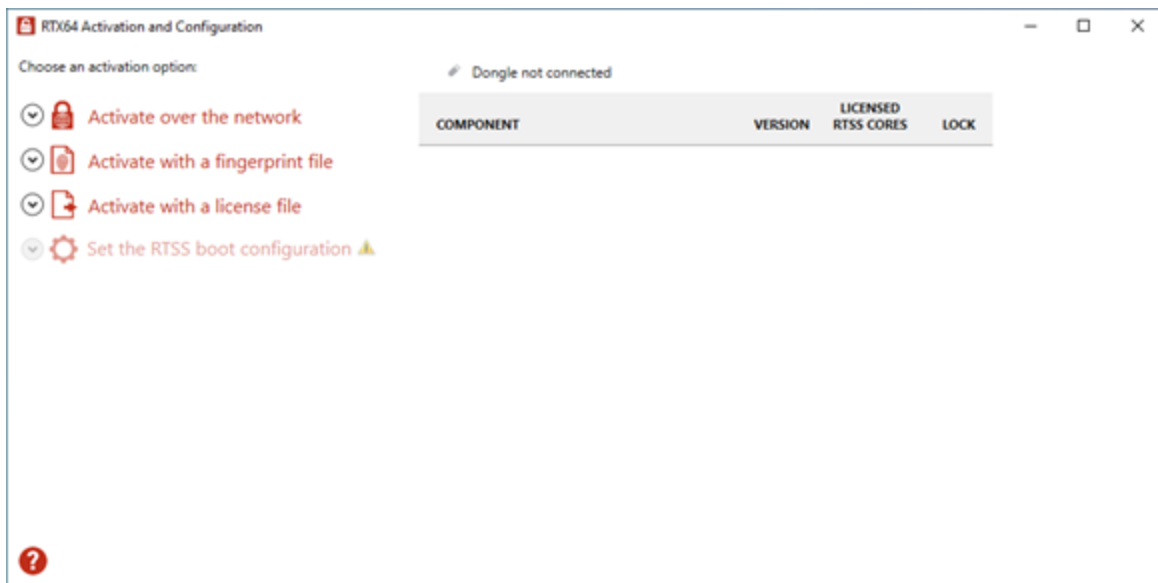 RTX64 Activation and Configuration
Choose an activation option:
Activate over the network
Activate with a fingerprint file
Activate with a license file
Set the RTSS boot configuration
Dongle not connected
COMPONENT VERSION LICENSED RTSS CORES LOCK
?